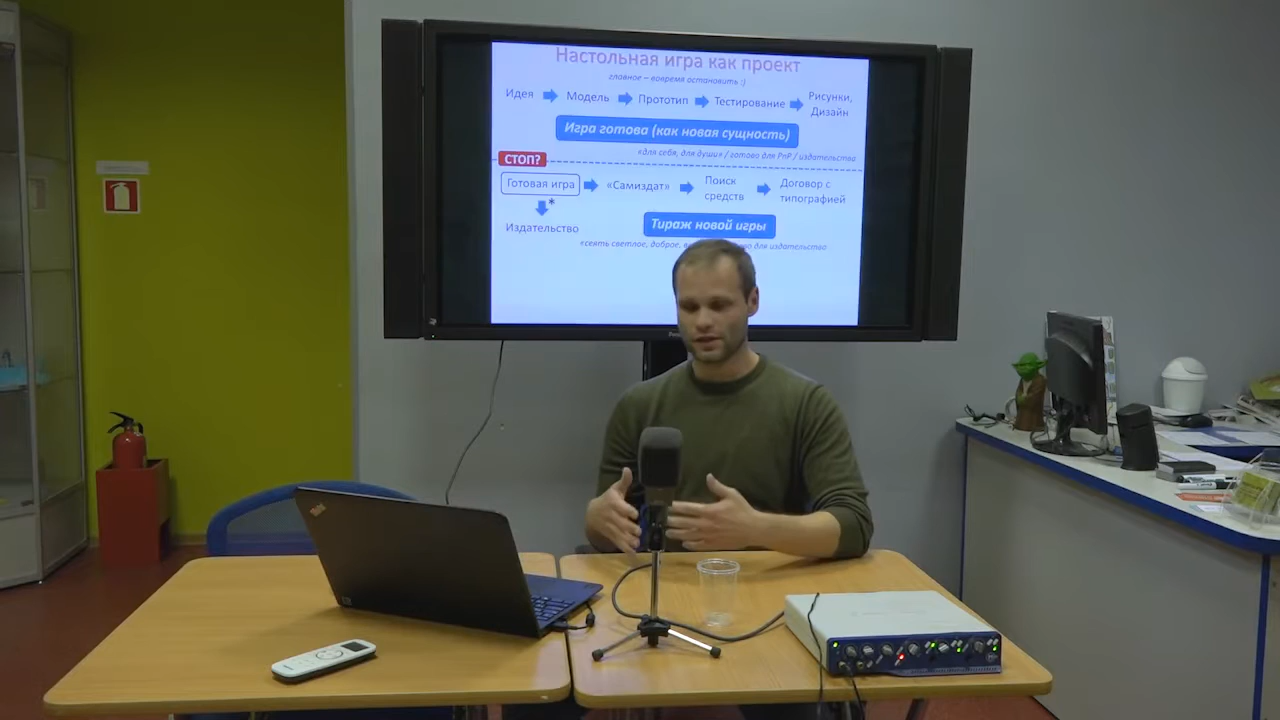 Настольная игра как проект
главное – вовремя остановить :)
Идея Модель Прототип Тестирование Рисунки, Дизайн
Игра готова (как новая сущность)
«для себя, для души» / готово для PnP / издательства
СТОП?
Готовая игра «Самиздат» Поиск средств Договор с типографией
*
Издательство
Тираж новой игры
«сеять светлое, доброе, для издательства